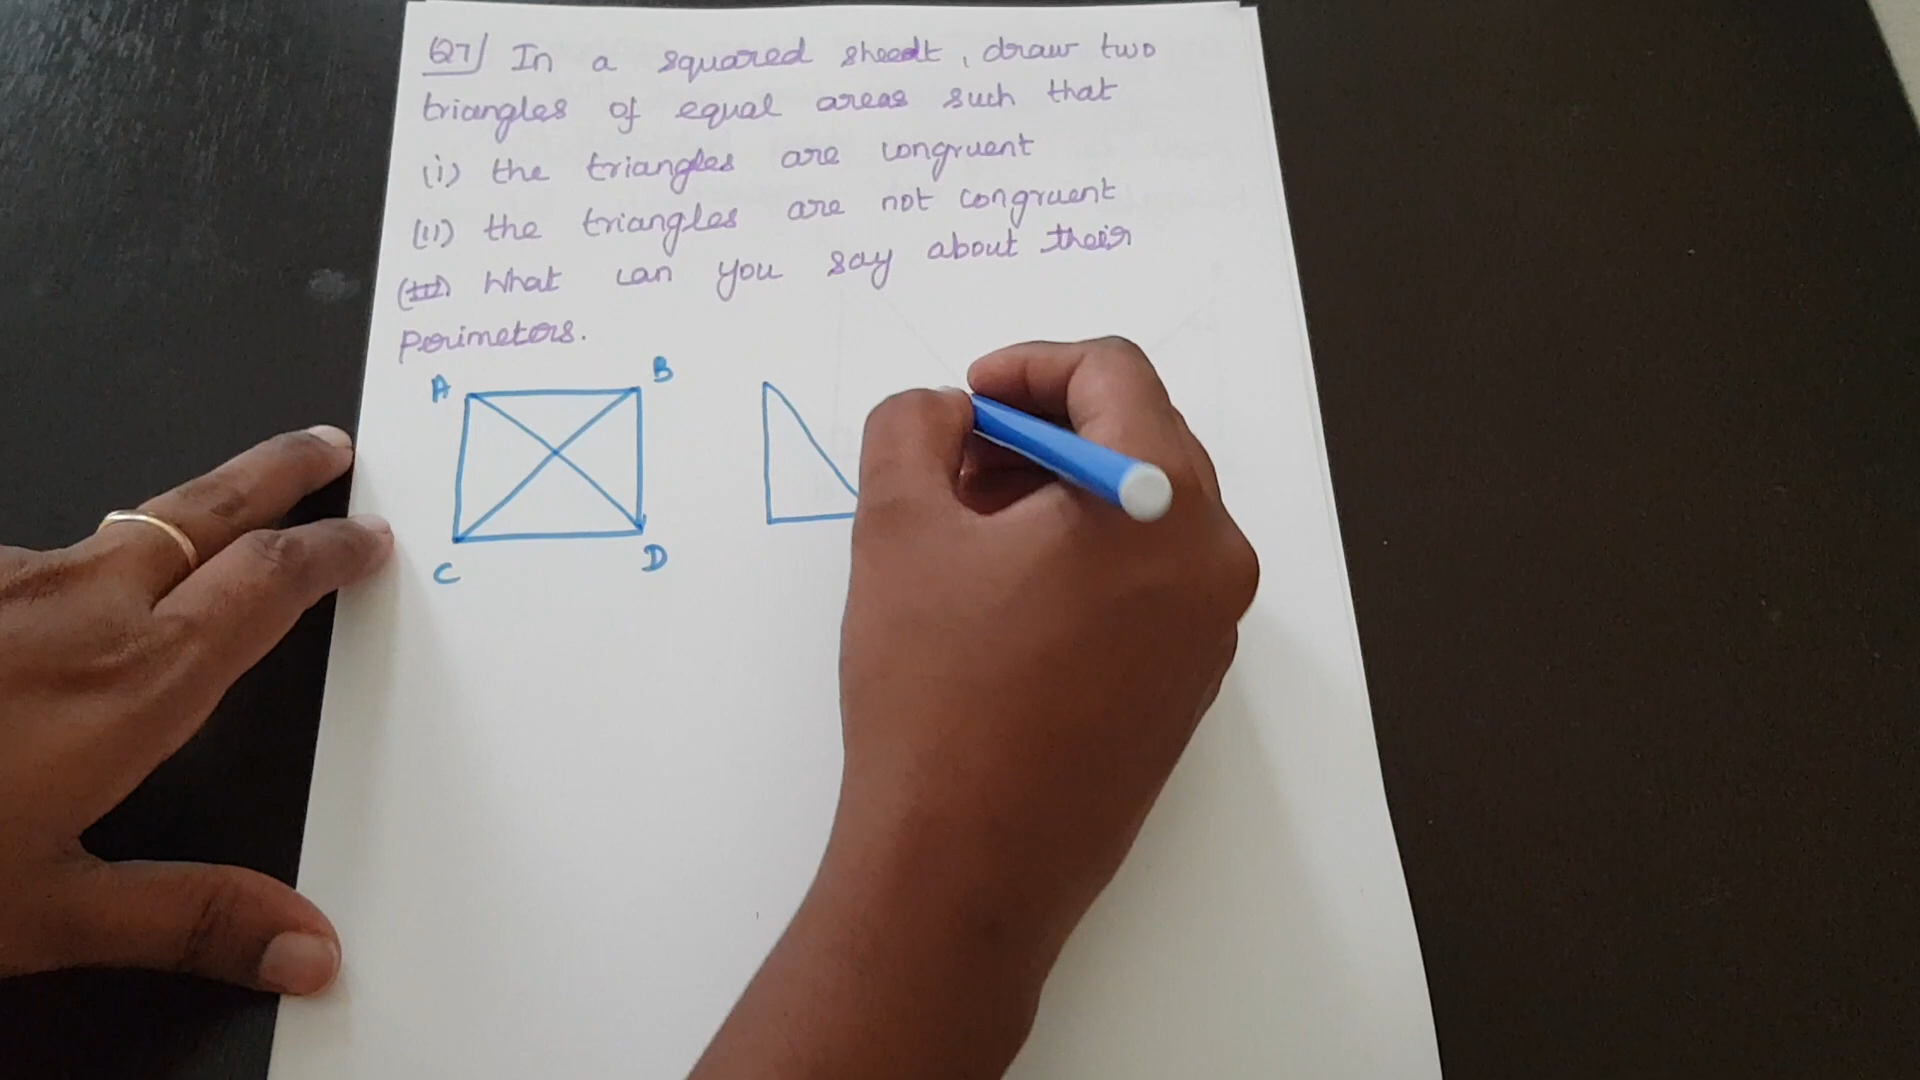 Q7) In a squared sheet, draw two
triangles of equal areas such that
(i) the triangles are congruent
(ii) the triangles are not congruent
(iii) What can you say about their
Perimeters.
A B
C D